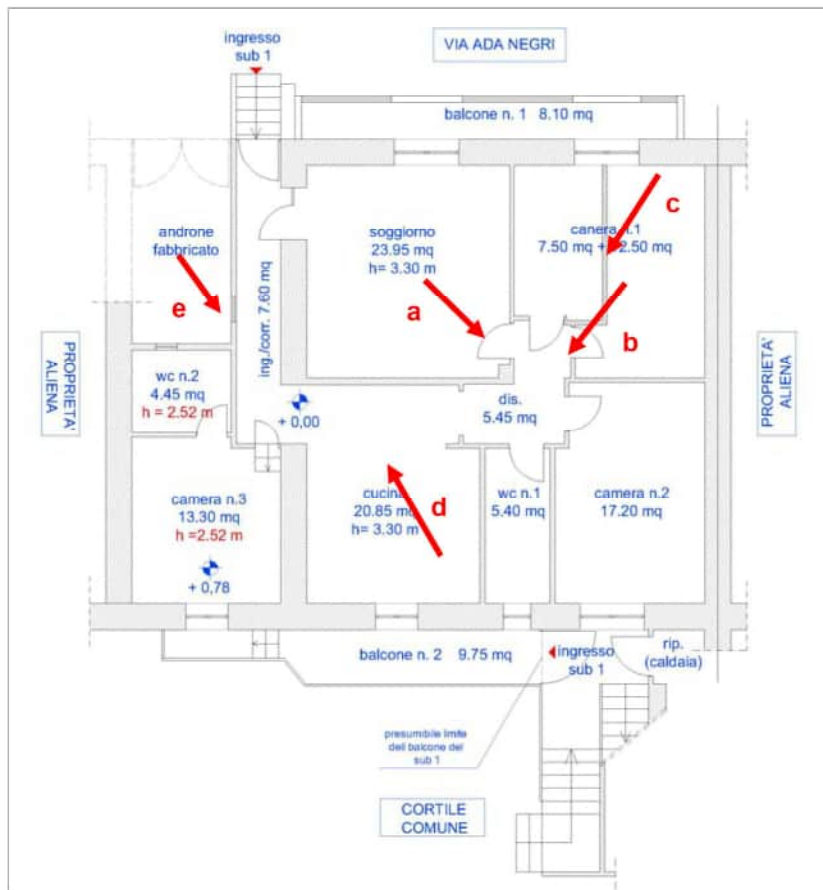 ingresso
sub 1
VIA ADA NEGRI
balcone n. 1 8.10 mq
androne
fabbricato
soggiorno
23.95 mq
h= 3.30 m
canera n.1
7.50 + 2.50 mq
c
a
b
e
ing./corr. 7.60 mq
PROPRIETA'
ALIENA
PROPRIETA'
ALIENA
wc n.2
4.45 mq
h = 2.52 m
+ 0,00
dis.
5.45 mq
camera n.3
13.30 mq
h =2.52 m
+ 0,78
cucina
20.85 mq
h= 3.30 m
d
wc n.1
5.40 mq
camera n.2
17.20 mq
balcone n. 2 9.75 mq
ingresso
sub 1
rip.
(caldaia)
presumibile limite
dell balcone del
sub 1
CORTILE
COMUNE